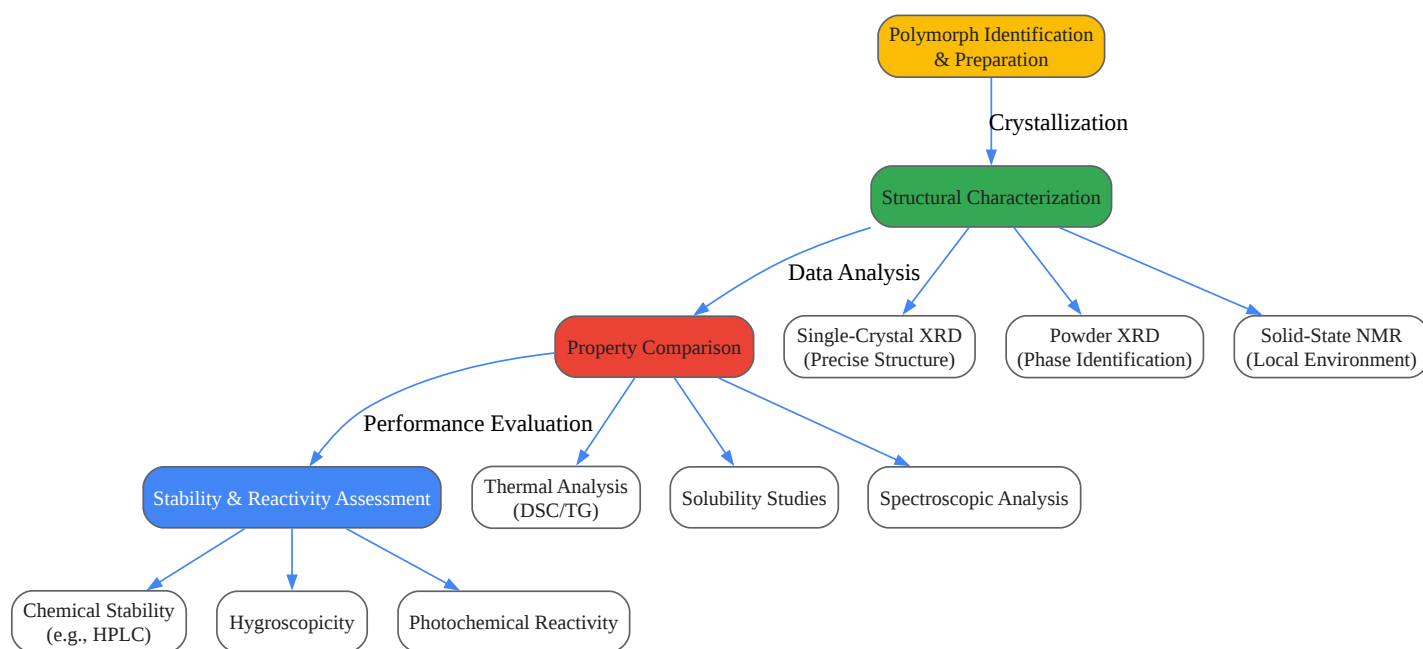 Polymorph Identification
& Preparation
Crystallization
Structural Characterization
Data Analysis
Single-Crystal XRD
(Precise Structure)
Powder XRD
(Phase Identification)
Solid-State NMR
(Local Environment)
Property Comparison
Performance Evaluation
Stability & Reactivity Assessment
Thermal Analysis
(DSC/TG)
Solubility Studies
Spectroscopic Analysis
Chemical Stability
(e.g., HPLC)
Hygroscopicity
Photochemical Reactivity